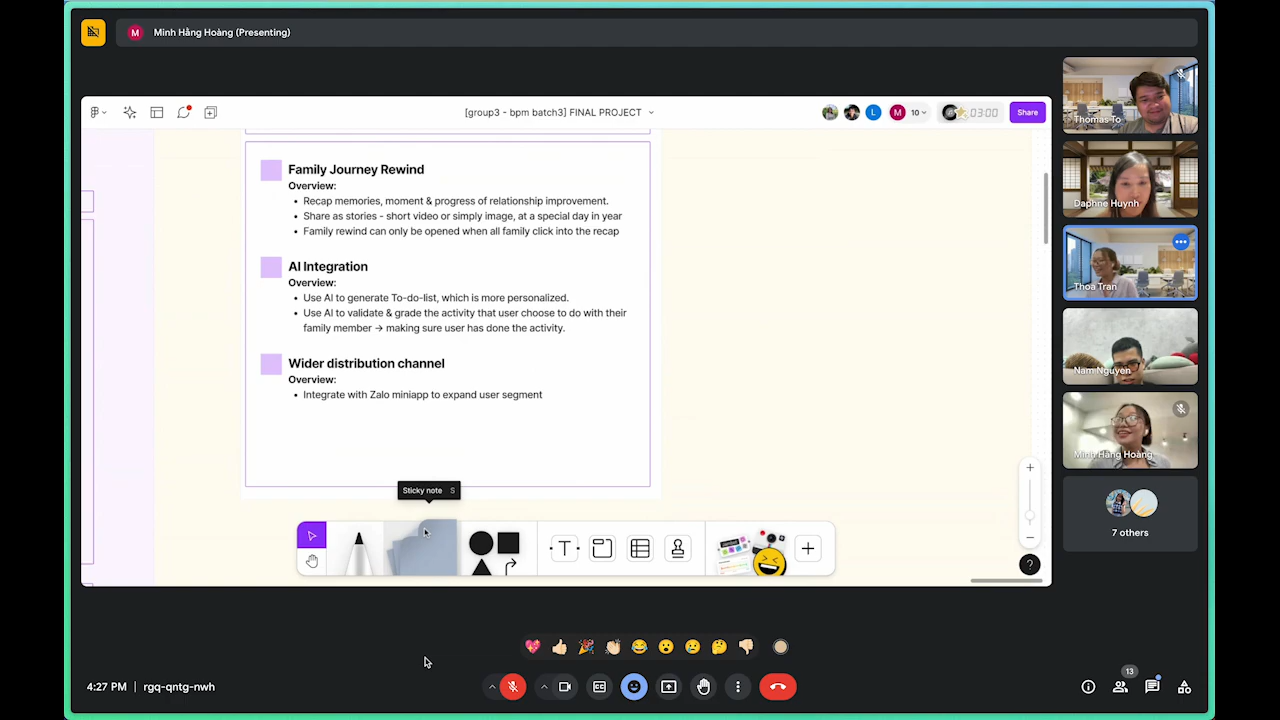 M Minh Hằng Hoàng (Presenting)
[group3 - bpm batch3] FINAL PROJECT
L
M
10
03:00
Share
Family Journey Rewind
Overview:
• Recap memories, moment & progress of relationship improvement.
• Share as stories - short video or simply image, at a special day in year
• Family rewind can only be opened when all family click into the recap
AI Integration
Overview:
• Use AI to generate To-do-list, which is more personalized.
• Use AI to validate & grade the activity that user choose to do with their
family member → making sure user has done the activity.
Wider distribution channel
Overview:
• Integrate with Zalo miniapp to expand user segment
Sticky note S
T
?
Thomas To
Daphne Huynh
Thoa Tran
Nam Nguyen
Minh Hằng Hoàng
7 others
4:27 PM | rgq-qntg-nwh
CC
13